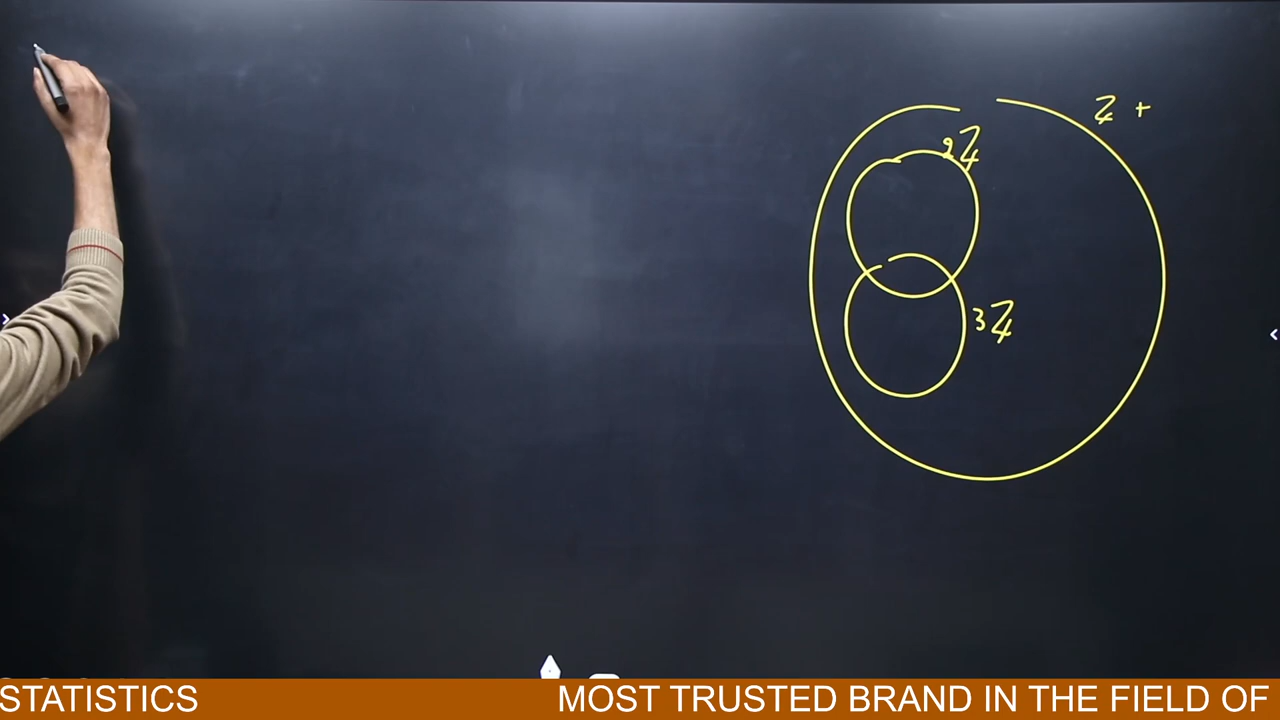 ℤ +
2ℤ
3ℤ
STATISTICS MOST TRUSTED BRAND IN THE FIELD OF